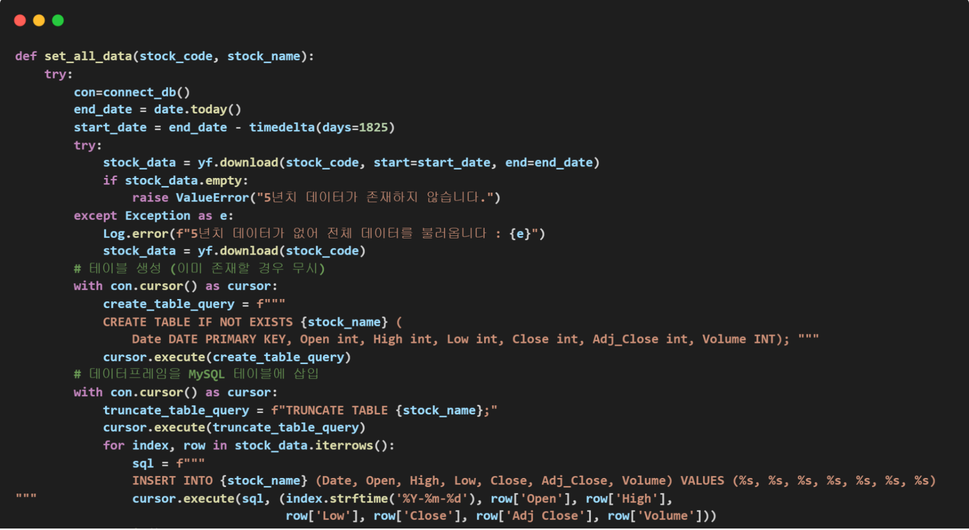 def set_all_data(stock_code, stock_name):
    try:
        con=connect_db()
        end_date = date.today()
        start_date = end_date - timedelta(days=1825)
        try:
            stock_data = yf.download(stock_code, start=start_date, end=end_date)
            if stock_data.empty:
                raise ValueError("5년치 데이터가 존재하지 않습니다.")
        except Exception as e:
            Log.error(f"5년치 데이터가 없어 전체 데이터를 불러옵니다 : {e}")
            stock_data = yf.download(stock_code)
        # 테이블 생성 (이미 존재할 경우 무시)
        with con.cursor() as cursor:
            create_table_query = f"""
            CREATE TABLE IF NOT EXISTS {stock_name} (
                Date DATE PRIMARY KEY, Open int, High int, Low int, Close int, Adj_Close int, Volume INT); """
            cursor.execute(create_table_query)
        # 데이터프레임을 MySQL 테이블에 삽입
        with con.cursor() as cursor:
            truncate_table_query = f"TRUNCATE TABLE {stock_name};"
            cursor.execute(truncate_table_query)
            for index, row in stock_data.iterrows():
                sql = f"""
                INSERT INTO {stock_name} (Date, Open, High, Low, Close, Adj_Close, Volume) VALUES (%s, %s, %s, %s, %s, %s, %s)
"""             cursor.execute(sql, (index.strftime('%Y-%m-%d'), row['Open'], row['High'],
                                     row['Low'], row['Close'], row['Adj Close'], row['Volume']))